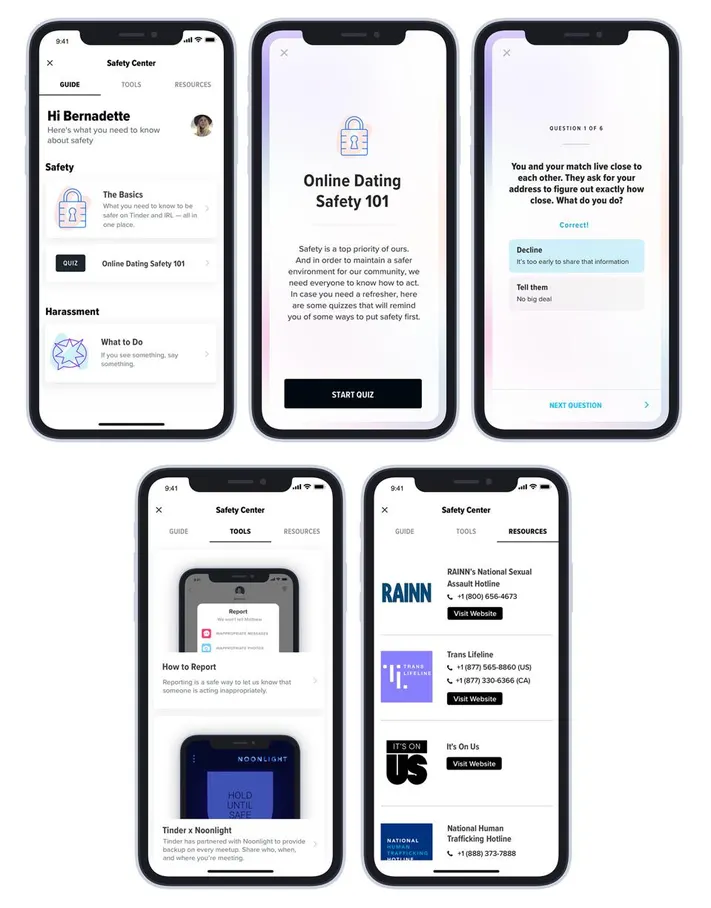 9:41
Safety Center
GUIDE TOOLS RESOURCES
Hi Bernadette
Here's what you need to know
about safety
Safety
The Basics
What you need to know to be
safer on Tinder and IRL — all in
one place.
QUIZ Online Dating Safety 101
Harassment
What to Do
If you see something, say
something.
Online Dating
Safety 101
Safety is a top priority of ours.
And in order to maintain a safer
environment for our community, we
need everyone to know how to act.
In case you need a refresher, here
are some quizzes that will remind
you of some ways to put safety first.
START QUIZ
QUESTION 1 OF 6
You and your match live close to
each other. They ask for your
address to figure out exactly how
close. What do you do?
Correct!
Decline
It's too early to share that information
Tell them
No big deal
NEXT QUESTION
9:41
Safety Center
GUIDE TOOLS RESOURCES
Report
We won't tell Matthew
INAPPROPRIATE MESSAGES
INAPPROPRIATE PHOTOS
How to Report
Reporting is a safe way to let us know that
someone is acting inappropriately.
NOONLIGHT
HOLD
UNTIL
SAFE
Tinder x Noonlight
Tinder has partnered with Noonlight to provide
backup on every meetup. Share who, when,
and where you're meeting.
9:41
Safety Center
GUIDE TOOLS RESOURCES
RAINN
RAINN's National Sexual
Assault Hotline
+1 (800) 656-4673
Visit Website
TRANS
LIFELINE
Trans Lifeline
+1 (877) 565-8860 (US)
+1 (877) 330-6366 (CA)
Visit Website
IT'S ON
US
It's On Us
Visit Website
NATIONAL
HUMAN
TRAFFICKING
HOTLINE
National Human
Trafficking Hotline
+1 (888) 373-7888